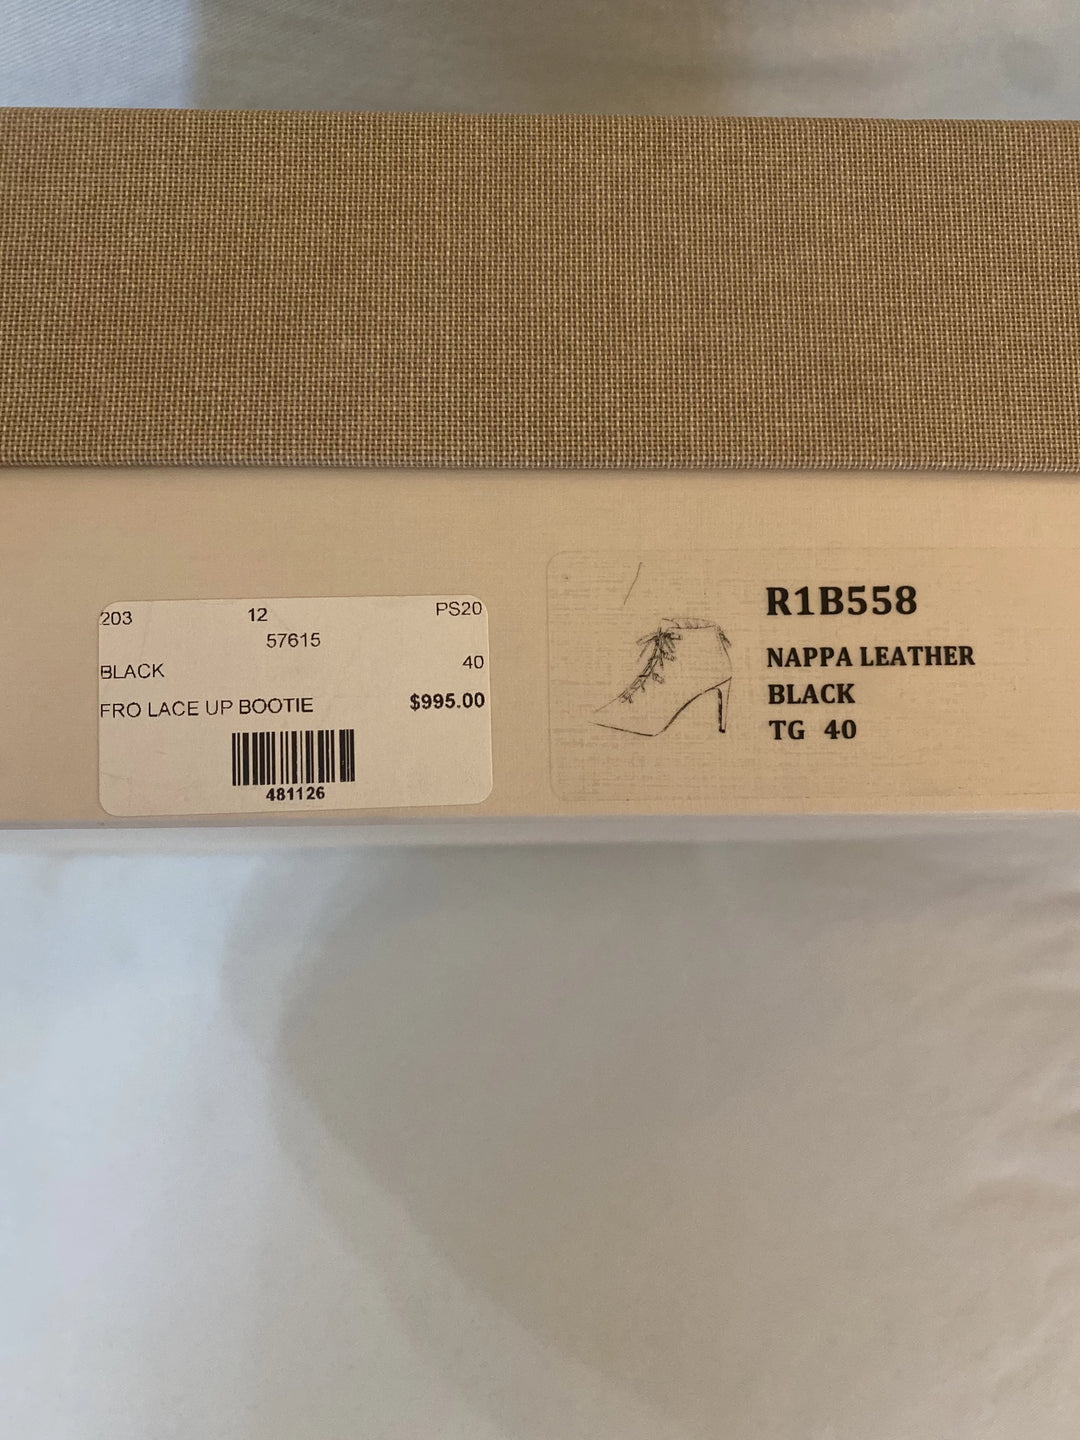 203 12 PS20
57615
BLACK 40
FRO LACE UP BOOTIE $995.00
481126
R1B558
NAPPA LEATHER
BLACK
TG 40